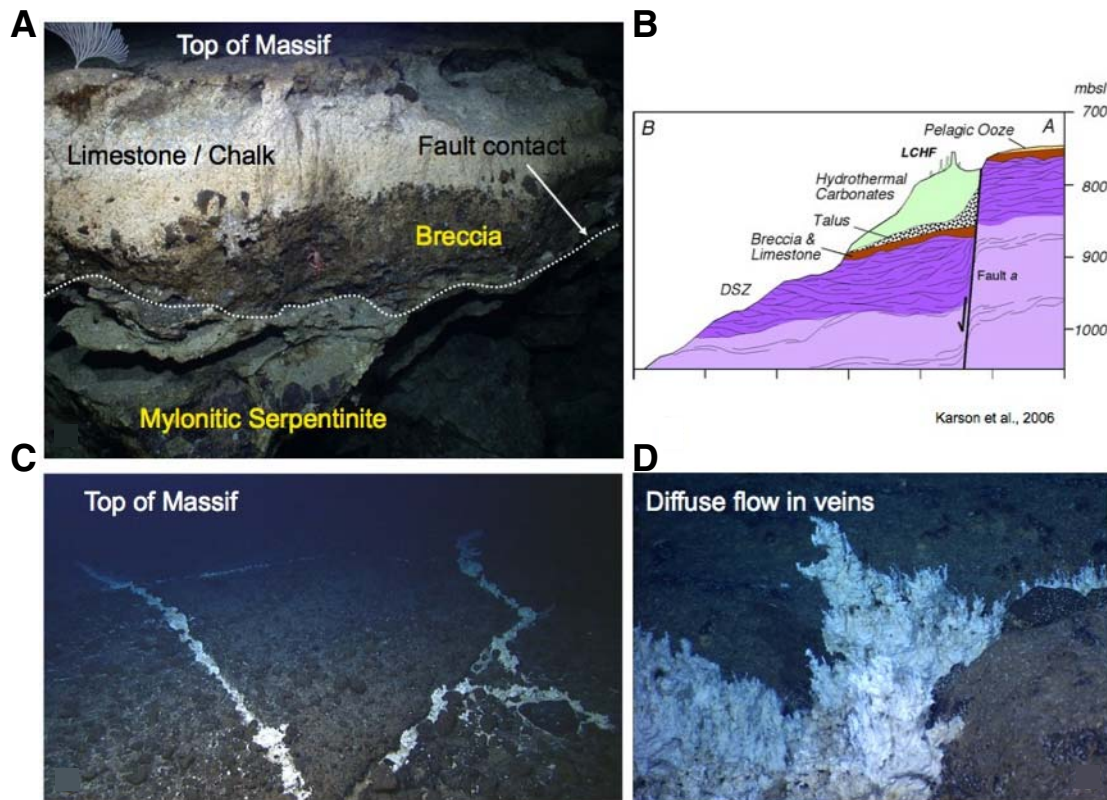 A
Top of Massif
Limestone / Chalk
Fault contact
Breccia
Mylonitic Serpentinite
B
mbsl
700
B
A
Pelagic Ooze
LCHF
Hydrothermal
Carbonates
800
Talus
Breccia &
Limestone
900
DSZ
Fault a
1000
Karson et al., 2006
C
Top of Massif
D
Diffuse flow in veins